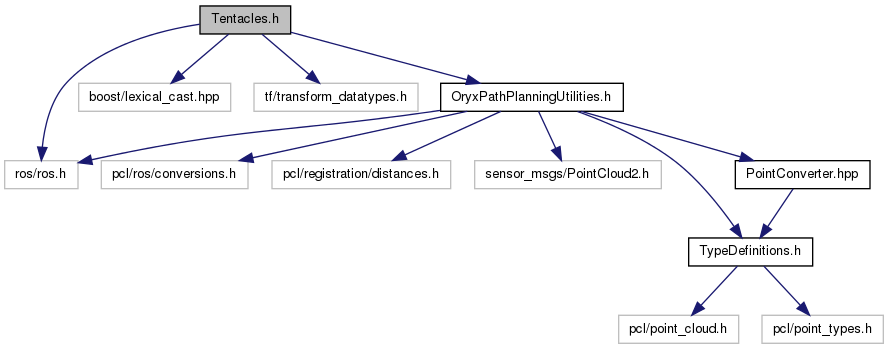 Tentacles.h
boost/lexical_cast.hpp
tf/transform_datatypes.h
OryxPathPlanningUtilities.h
ros/ros.h
pcl/ros/conversions.h
pcl/registration/distances.h
sensor_msgs/PointCloud2.h
PointConverter.hpp
TypeDefinitions.h
pcl/point_cloud.h
pcl/point_types.h